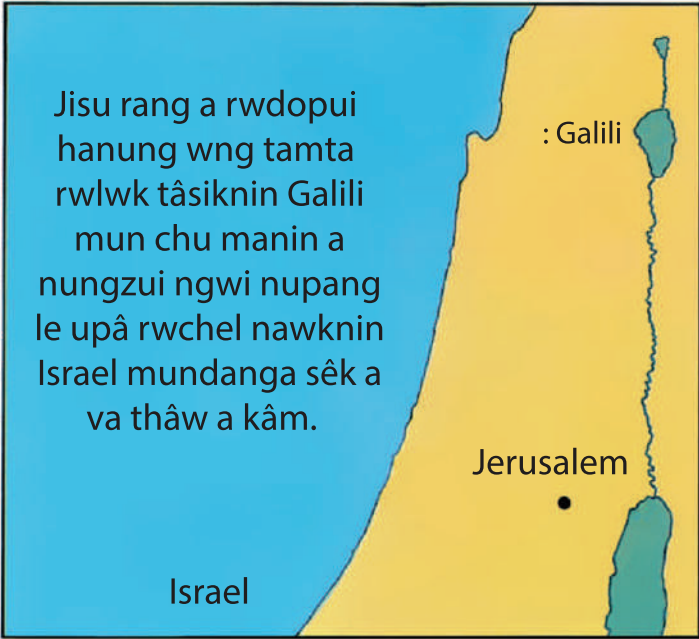 Jisu rang a rwdopui
hanung wng tamta
rwlwk tâsiknin Galili
mun chu manin a
nungzui ngwi nupang
le upâ rwchel nawknin
Israel mundanga sêk a
va thâw a kâm.
: Galili
Jerusalem
Israel